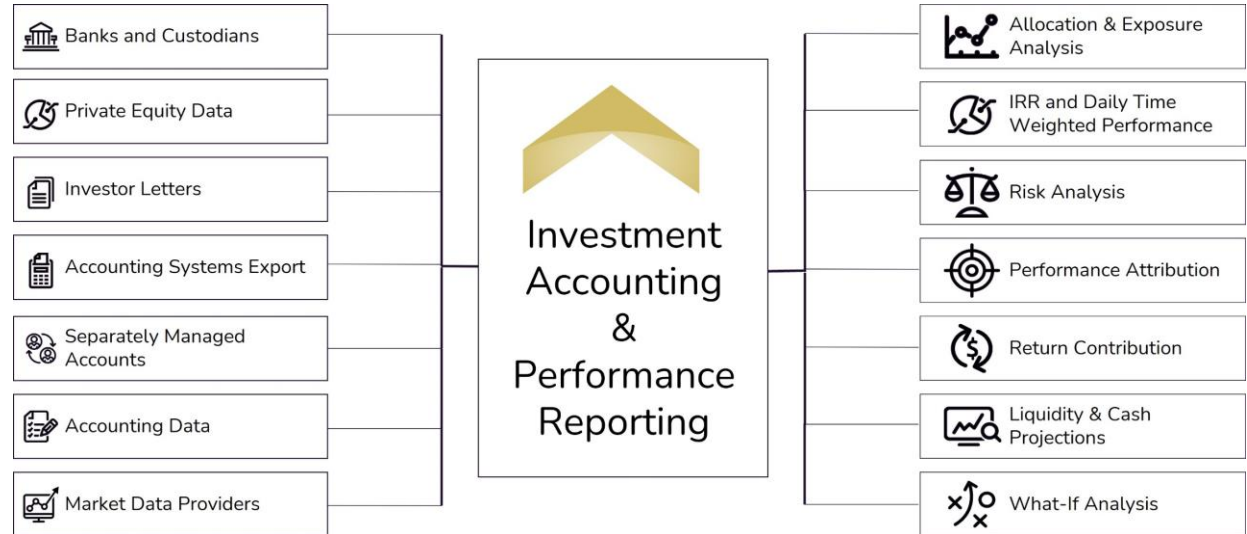 Banks and Custodians
Private Equity Data
Investor Letters
Accounting Systems Export
Separately Managed
Accounts
Accounting Data
Market Data Providers
Investment
Accounting
&
Performance
Reporting
Allocation & Exposure
Analysis
IRR and Daily Time
Weighted Performance
Risk Analysis
Performance Attribution
Return Contribution
Liquidity & Cash
Projections
What-If Analysis